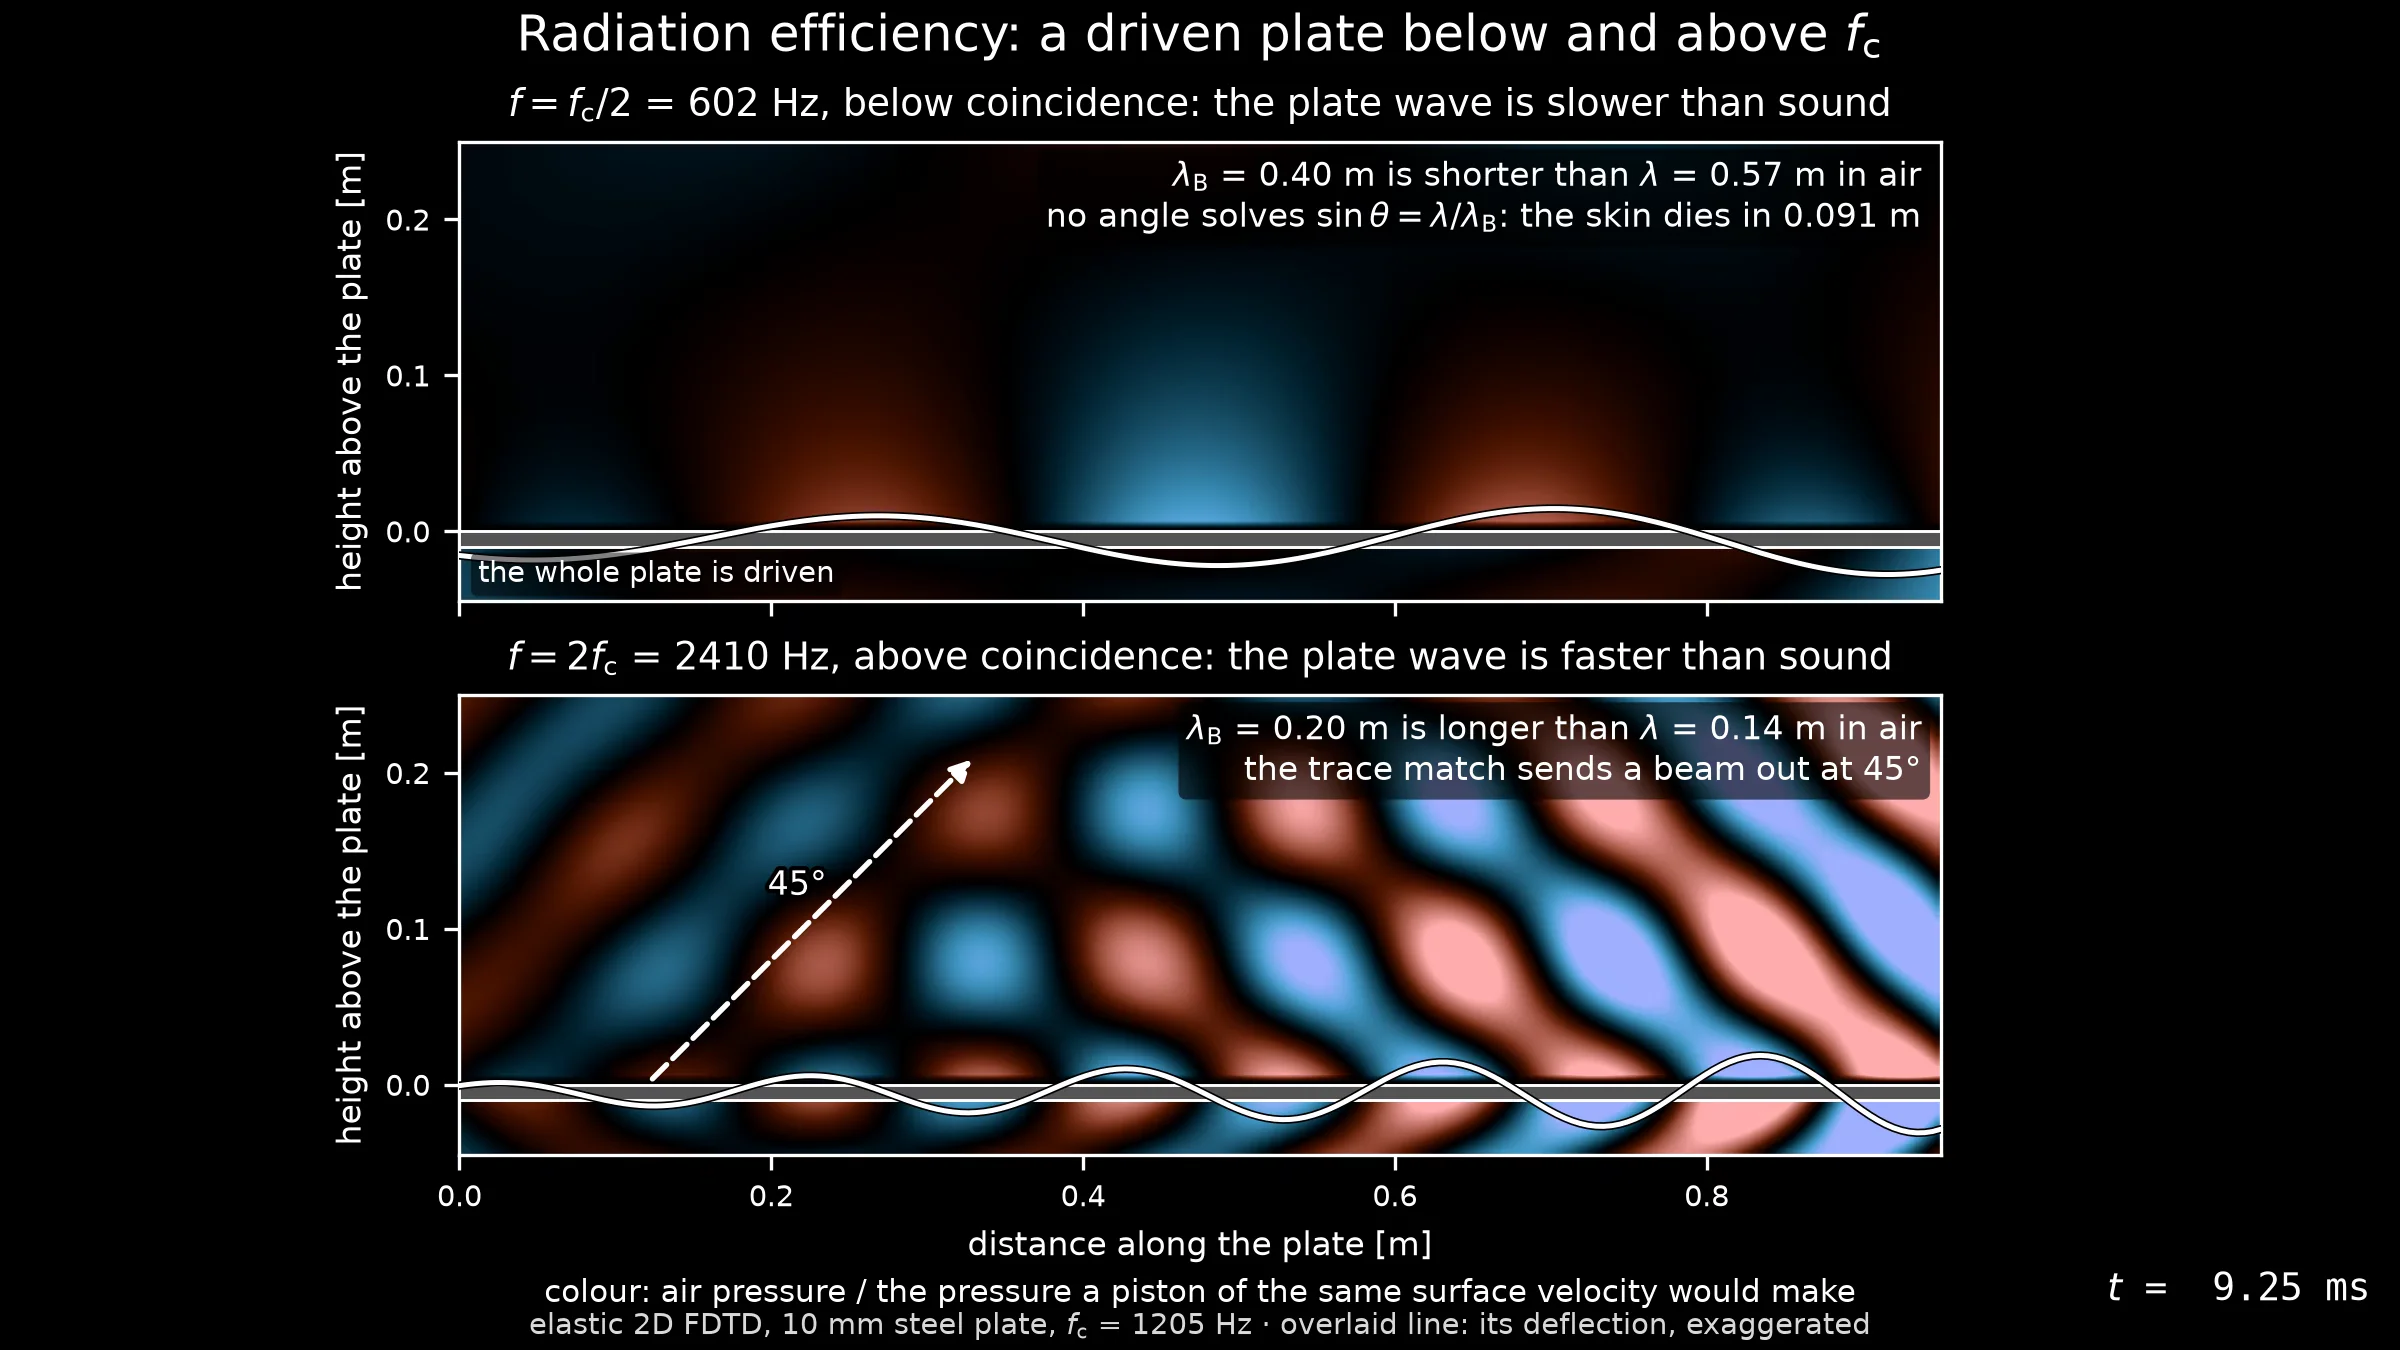 Radiation efficiency: a driven plate below and above fc
f = fc/2 = 602 Hz, below coincidence: the plate wave is slower than sound
λB = 0.40 m is shorter than λ = 0.57 m in air
no angle solves sin θ = λ/λB: the skin dies in 0.091 m
height above the plate [m]
0.2
0.1
0.0
the whole plate is driven
f = 2fc = 2410 Hz, above coincidence: the plate wave is faster than sound
λB = 0.20 m is longer than λ = 0.14 m in air
the trace match sends a beam out at 45°
height above the plate [m]
0.2
0.1
0.0
45°
0.0 0.2 0.4 0.6 0.8
distance along the plate [m]
colour: air pressure / the pressure a piston of the same surface velocity would make
elastic 2D FDTD, 10 mm steel plate, fc = 1205 Hz · overlaid line: its deflection, exaggerated
t = 9.25 ms